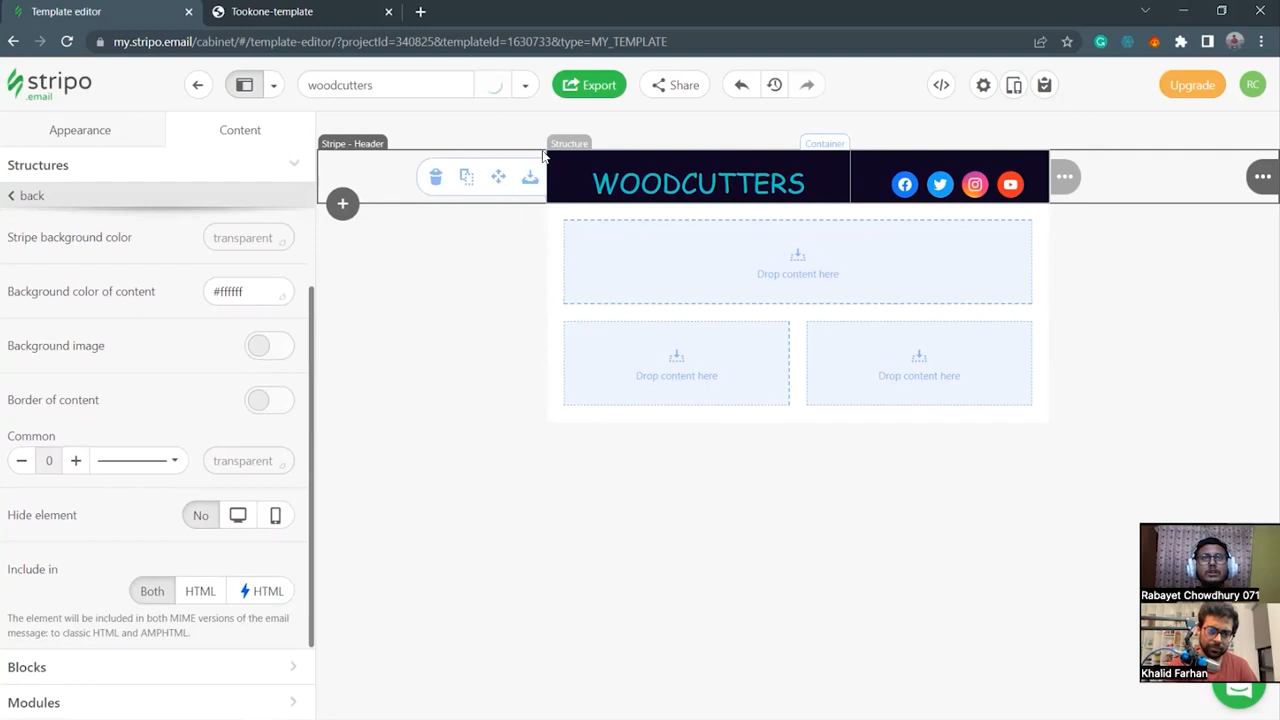 Template editor
Tookone-template
my.stripo.email/cabinet/#/template-editor/?projectId=340825&templateId=1630733&type=MY_TEMPLATE
stripo
.email
woodcutters
Export
Share
Upgrade
RC
Appearance
Content
Structures
back
Stripe background color
transparent
Background color of content
#ffffff
Background image
Border of content
Common
0
transparent
Hide element
No
Include in
Both
HTML
HTML
The element will be included in both MIME versions of the email
message: to classic HTML and AMPHTML.
Blocks
Modules
Stripe - Header
Structure
Container
WOODCUTTERS
Drop content here
Drop content here
Drop content here
Rabayet Chowdhury 071
Khalid Farhan